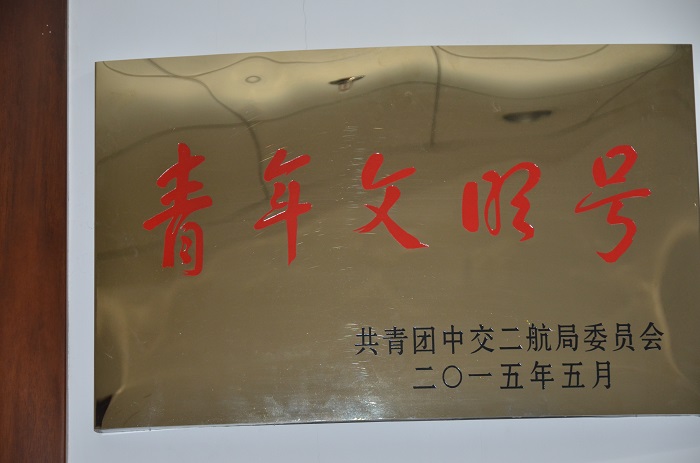 青年文明号
共青团中交二航局委员会
二〇一五年五月